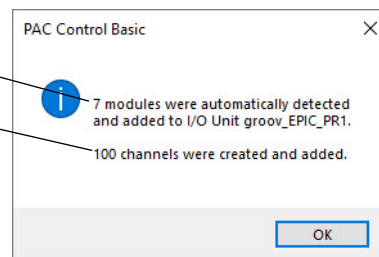 PAC Control Basic
7 modules were automatically detected
and added to I/O Unit groov_EPIC_PR1.
100 channels were created and added.
OK